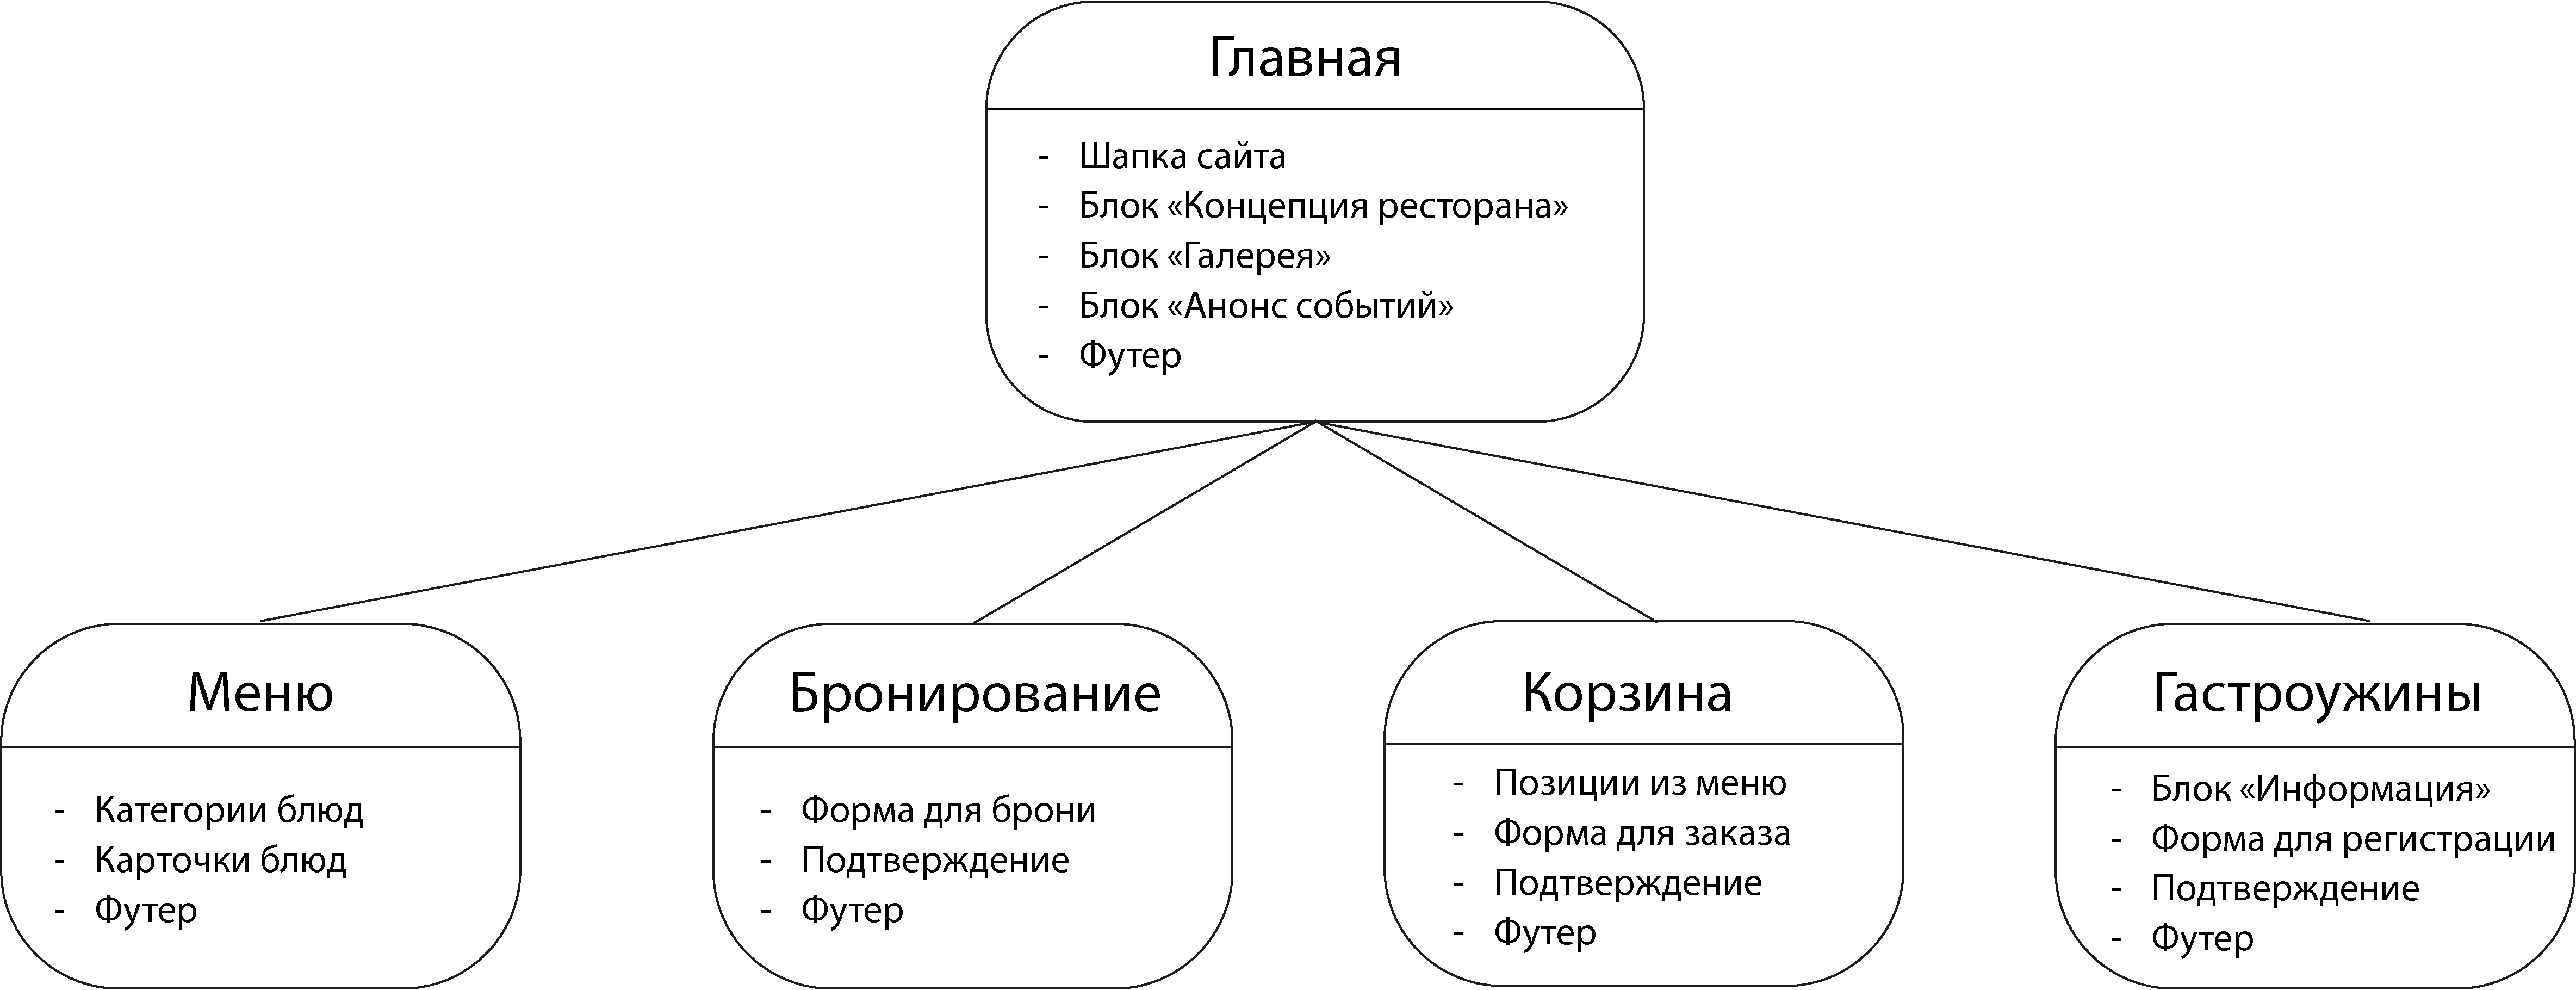 Главная
- Шапка сайта
- Блок «Концепция ресторана»
- Блок «Галерея»
- Блок «Анонс событий»
- Футер
Меню
- Категории блюд
- Карточки блюд
- Футер
Бронирование
- Форма для брони
- Подтверждение
- Футер
Корзина
- Позиции из меню
- Форма для заказа
- Подтверждение
- Футер
Гастроужины
- Блок «Информация»
- Форма для регистрации
- Подтверждение
- Футер